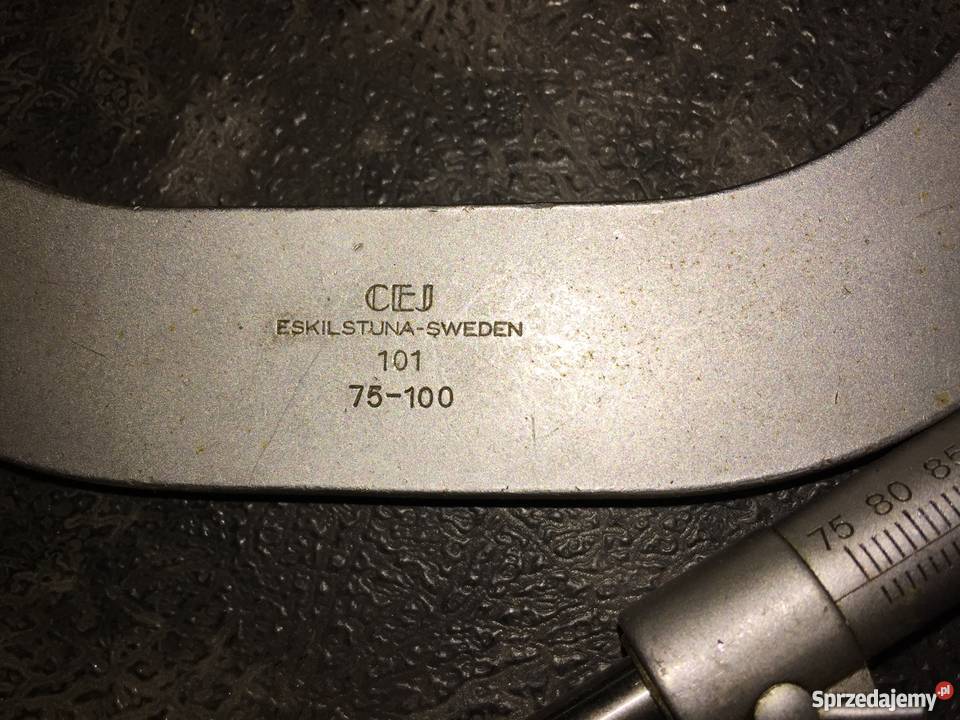 CEJ
ESKILSTUNA-SWEDEN
101
75-100
75 80 85
Sprzedajemy.pl